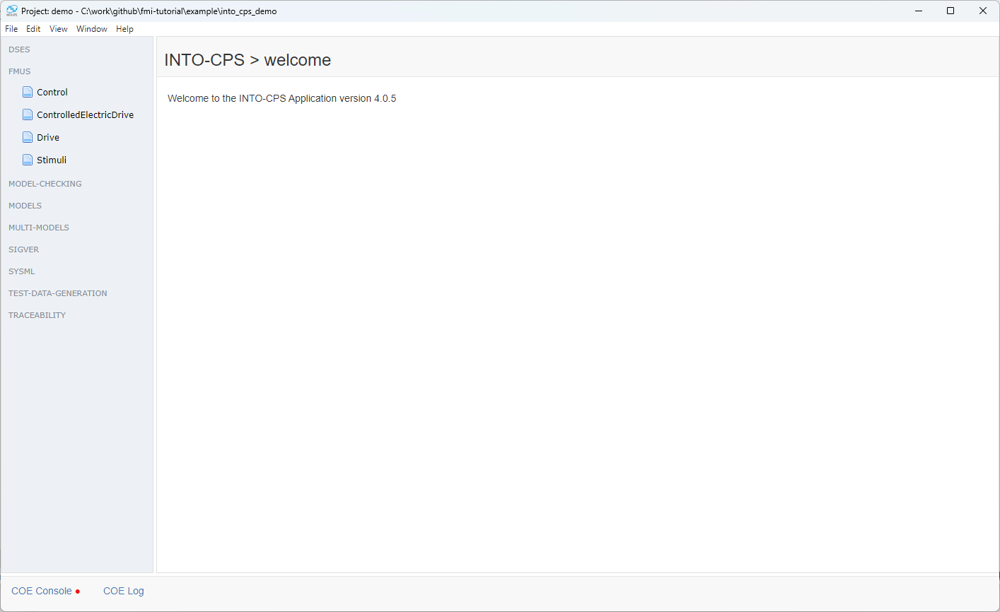 Project: demo - C:\work\github\fmi-tutorial\example\into_cps_demo
File Edit View Window Help
DSES
FMUS
Control
ControlledElectricDrive
Drive
Stimuli
MODEL-CHECKING
MODELS
MULTI-MODELS
SIGVER
SYSML
TEST-DATA-GENERATION
TRACEABILITY
INTO-CPS > welcome
Welcome to the INTO-CPS Application version 4.0.5
COE Console COE Log